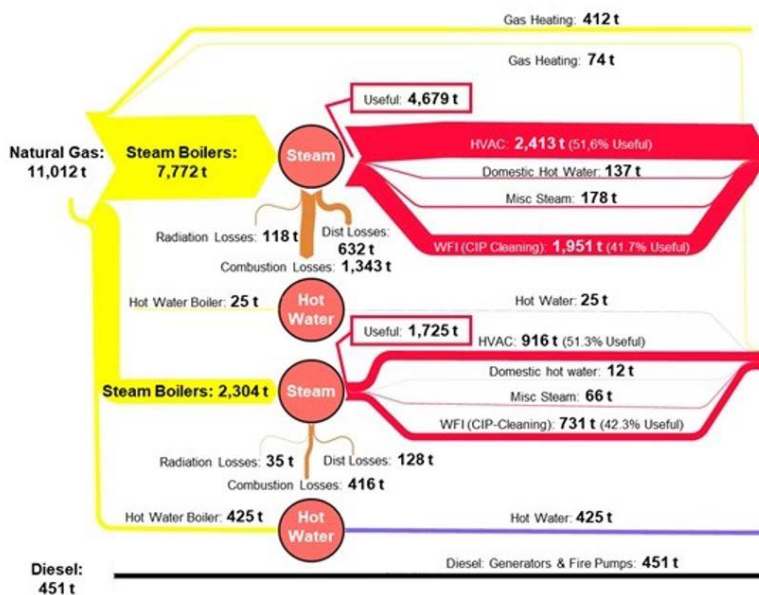 Gas Heating: 412 t
Gas Heating: 74 t
Useful: 4,679 t
Natural Gas:
11,012 t
Steam Boilers:
7,772 t
Steam
HVAC: 2,413 t (51,6% Useful)
Domestic Hot Water: 137 t
Misc Steam: 178 t
WFI (CIP Cleaning): 1,951 t (41.7% Useful)
Radiation Losses: 118 t
Dist Losses:
632 t
Combustion Losses: 1,343 t
Hot Water Boiler: 25 t
Hot
Water
Hot Water: 25 t
Useful: 1,725 t
HVAC: 916 t (51.3% Useful)
Domestic hot water: 12 t
Steam Boilers: 2,304 t
Steam
Misc Steam: 66 t
WFI (CIP-Cleaning): 731 t (42.3% Useful)
Radiation Losses: 35 t
Dist Losses: 128 t
Combustion Losses: 416 t
Hot Water Boiler: 425 t
Hot
Water
Hot Water: 425 t
Diesel: Generators & Fire Pumps: 451 t
Diesel:
451 t